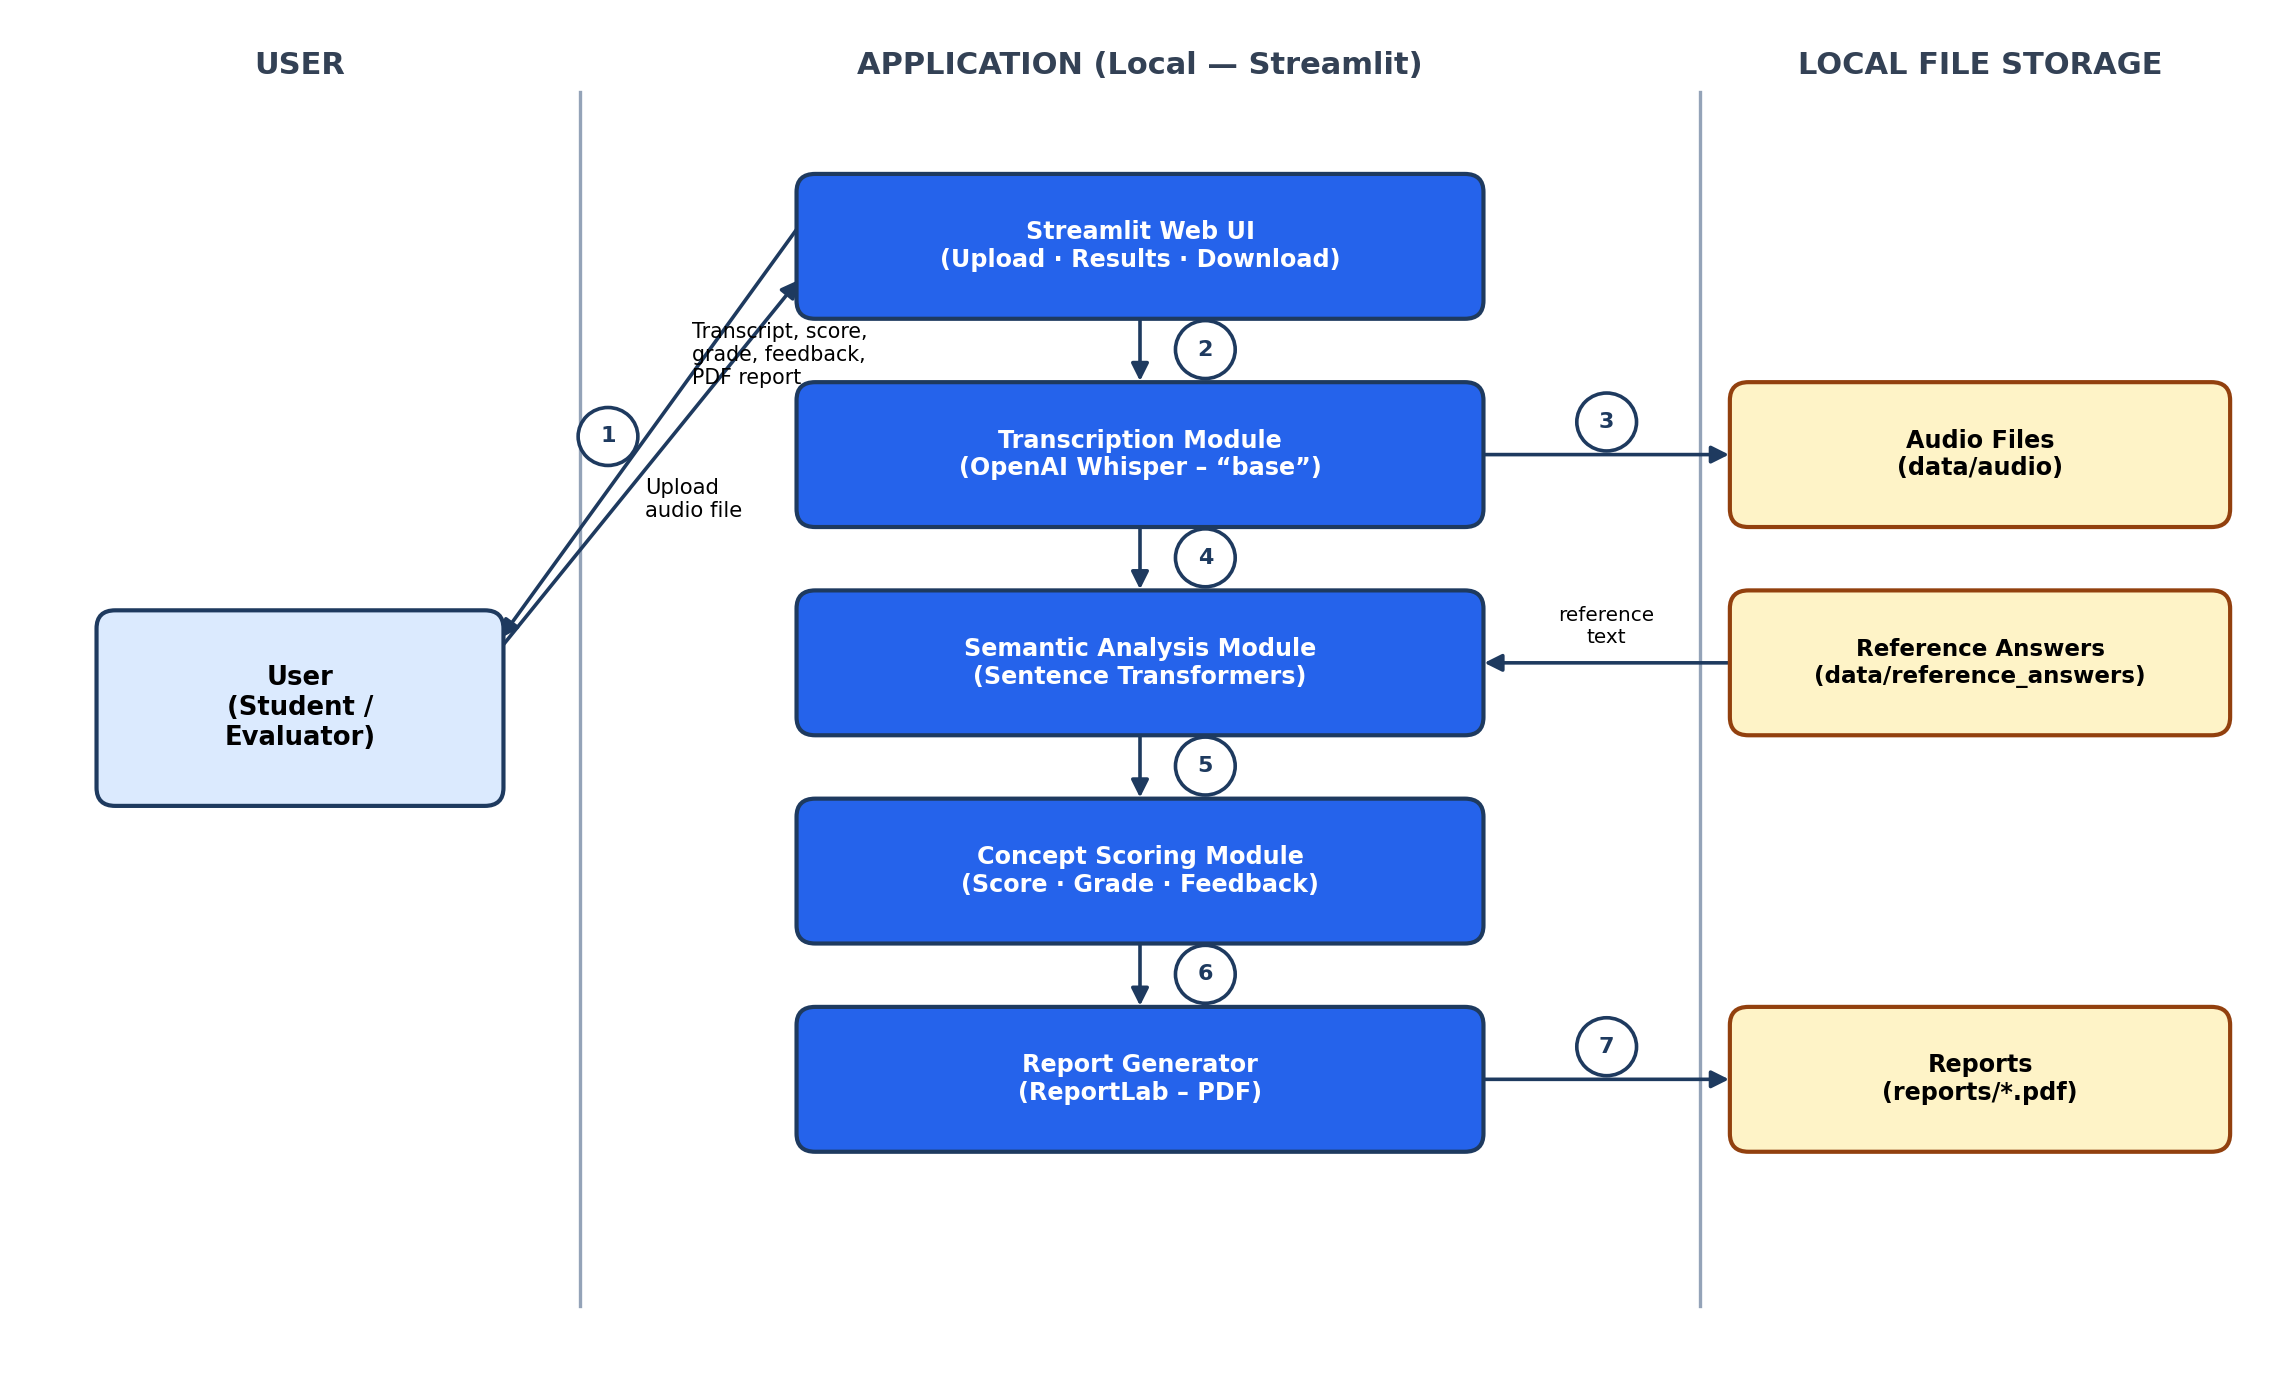 USER
APPLICATION (Local — Streamlit)
LOCAL FILE STORAGE
Streamlit Web UI
(Upload · Results · Download)
Transcript, score,
grade, feedback,
PDF report
2
1
3
Transcription Module
(OpenAI Whisper – “base”)
Audio Files
(data/audio)
Upload
audio file
4
reference
text
Semantic Analysis Module
(Sentence Transformers)
Reference Answers
(data/reference_answers)
User
(Student /
Evaluator)
5
Concept Scoring Module
(Score · Grade · Feedback)
6
7
Report Generator
(ReportLab – PDF)
Reports
(reports/*.pdf)